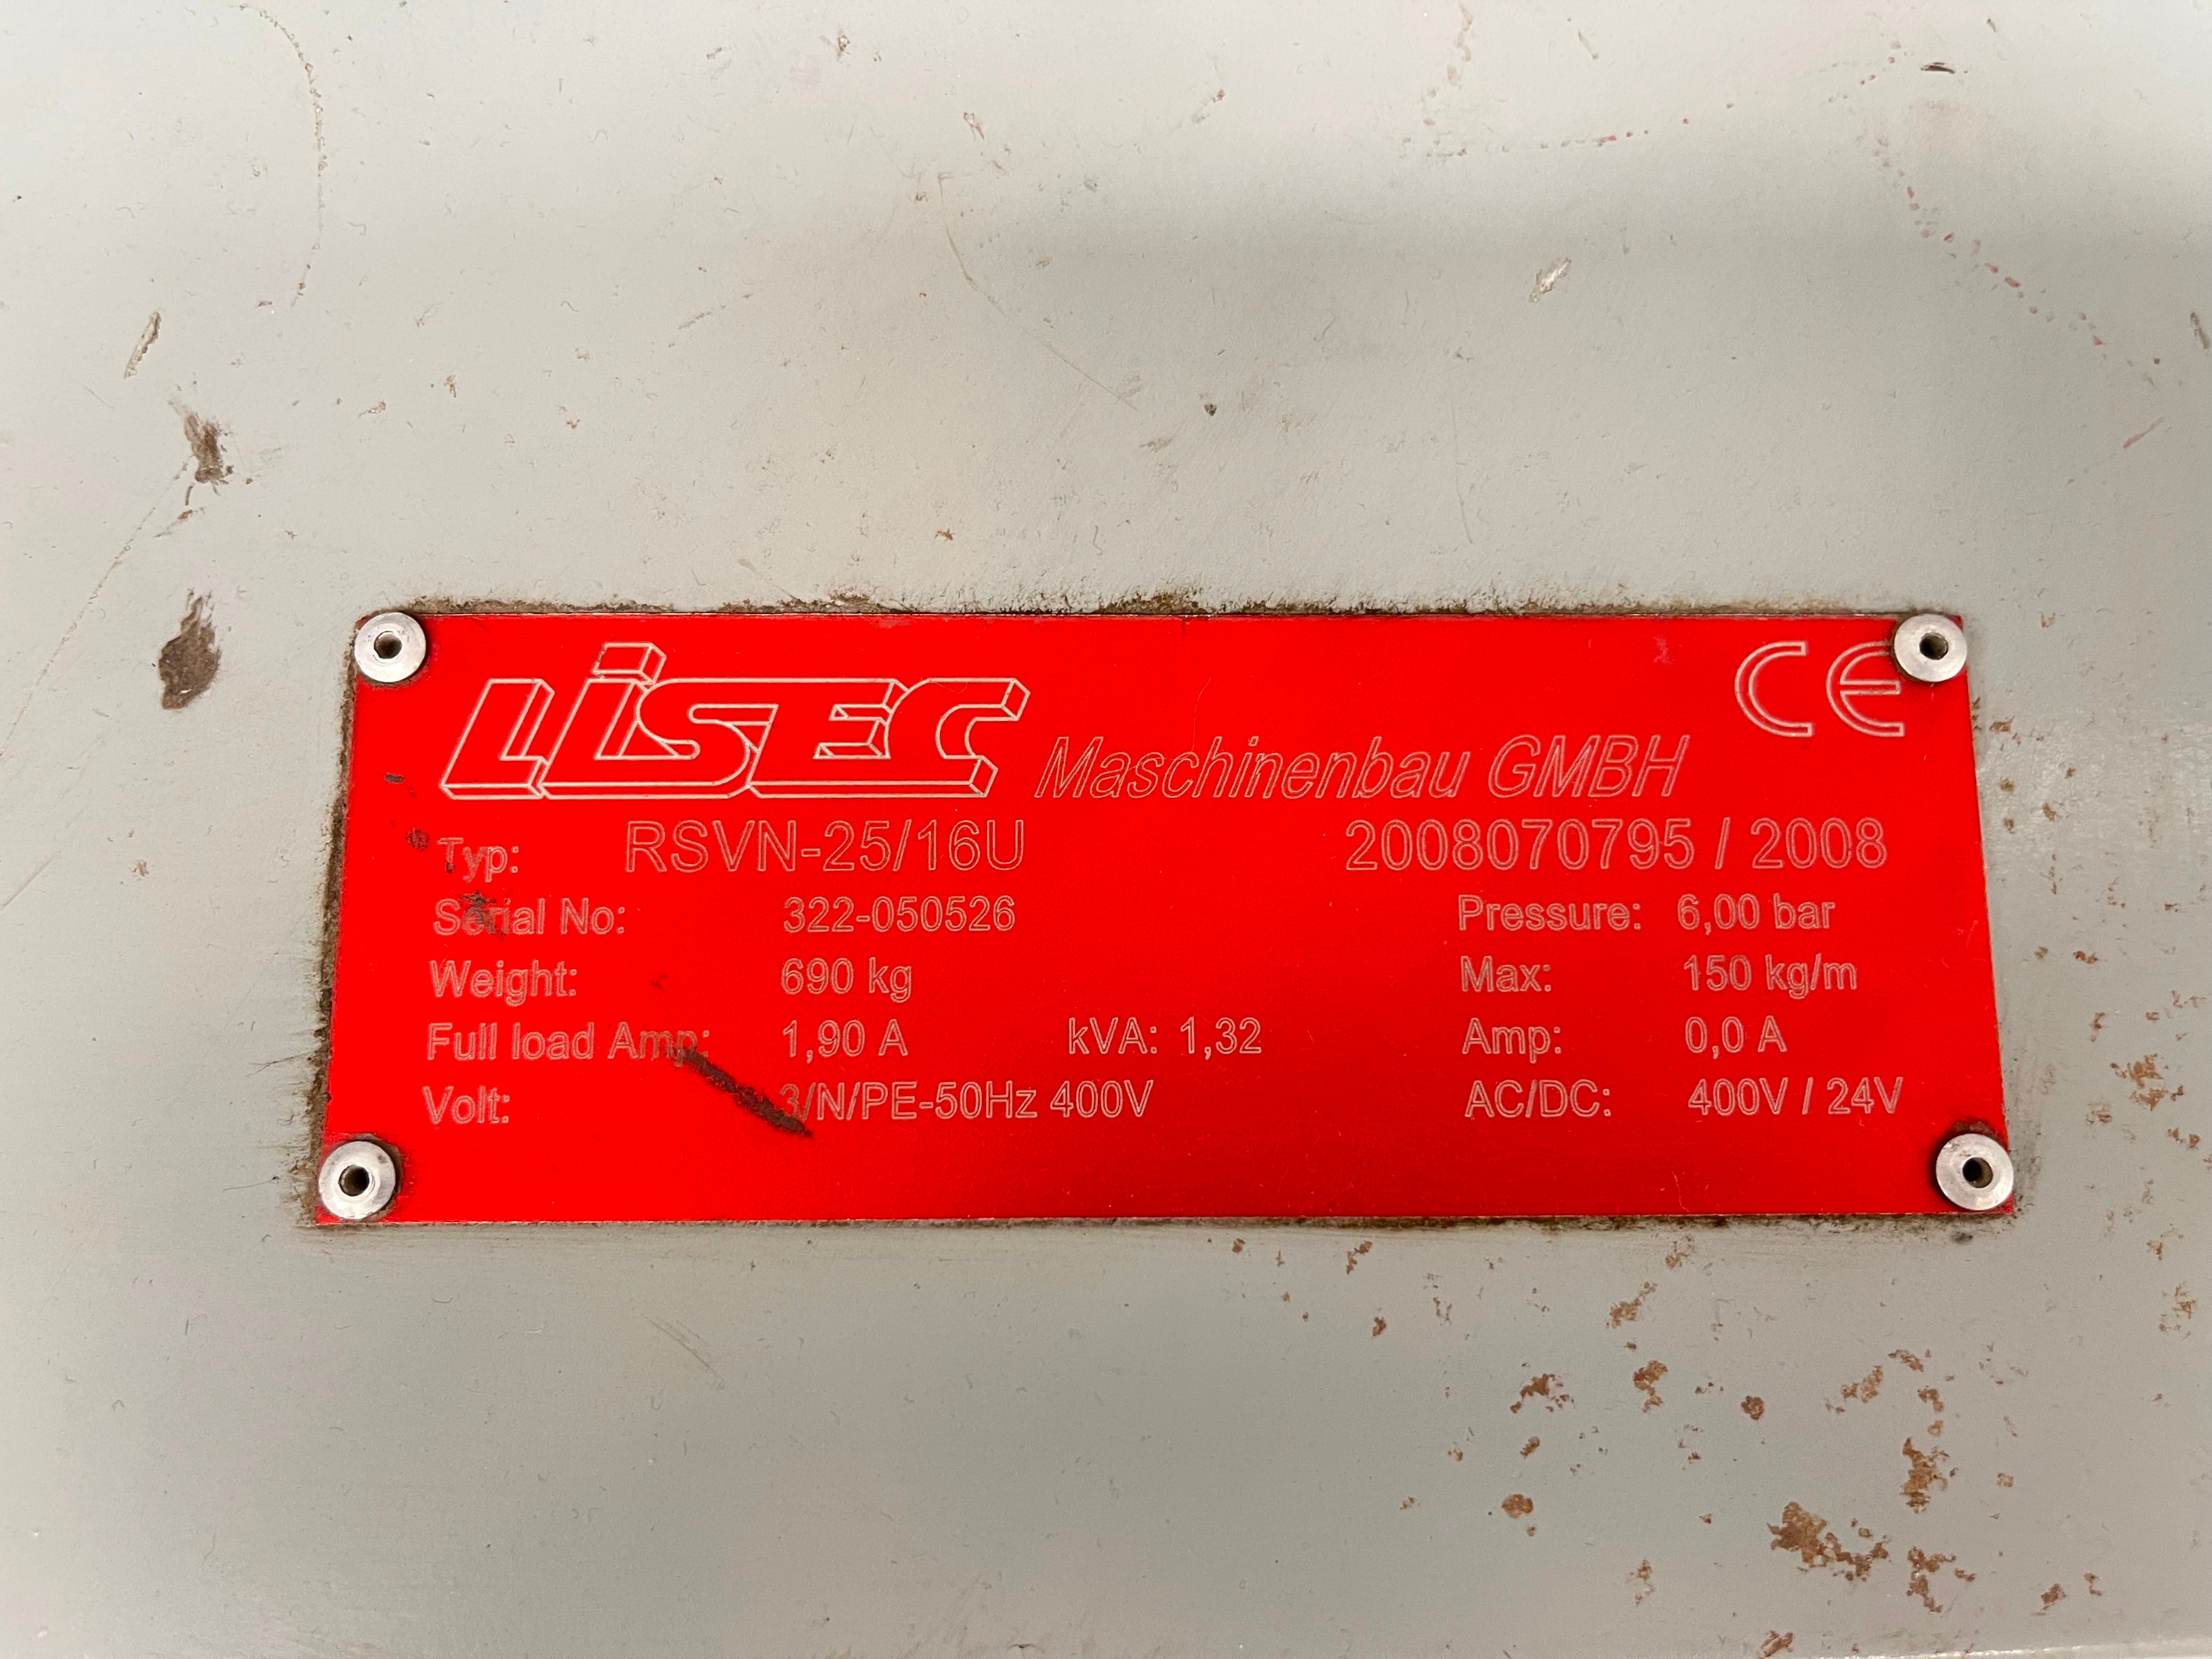 LiSEC Maschinenbau GMBH CE
Typ: RSVN-25/16U 2008070795 / 2008
Serial No: 322-050526 Pressure: 6,00 bar
Weight: 690 kg Max: 150 kg/m
Full load Amp: 1,90 A kVA: 1,32 Amp: 0,0 A
Volt: 3/N/PE-50Hz 400V AC/DC: 400V / 24V